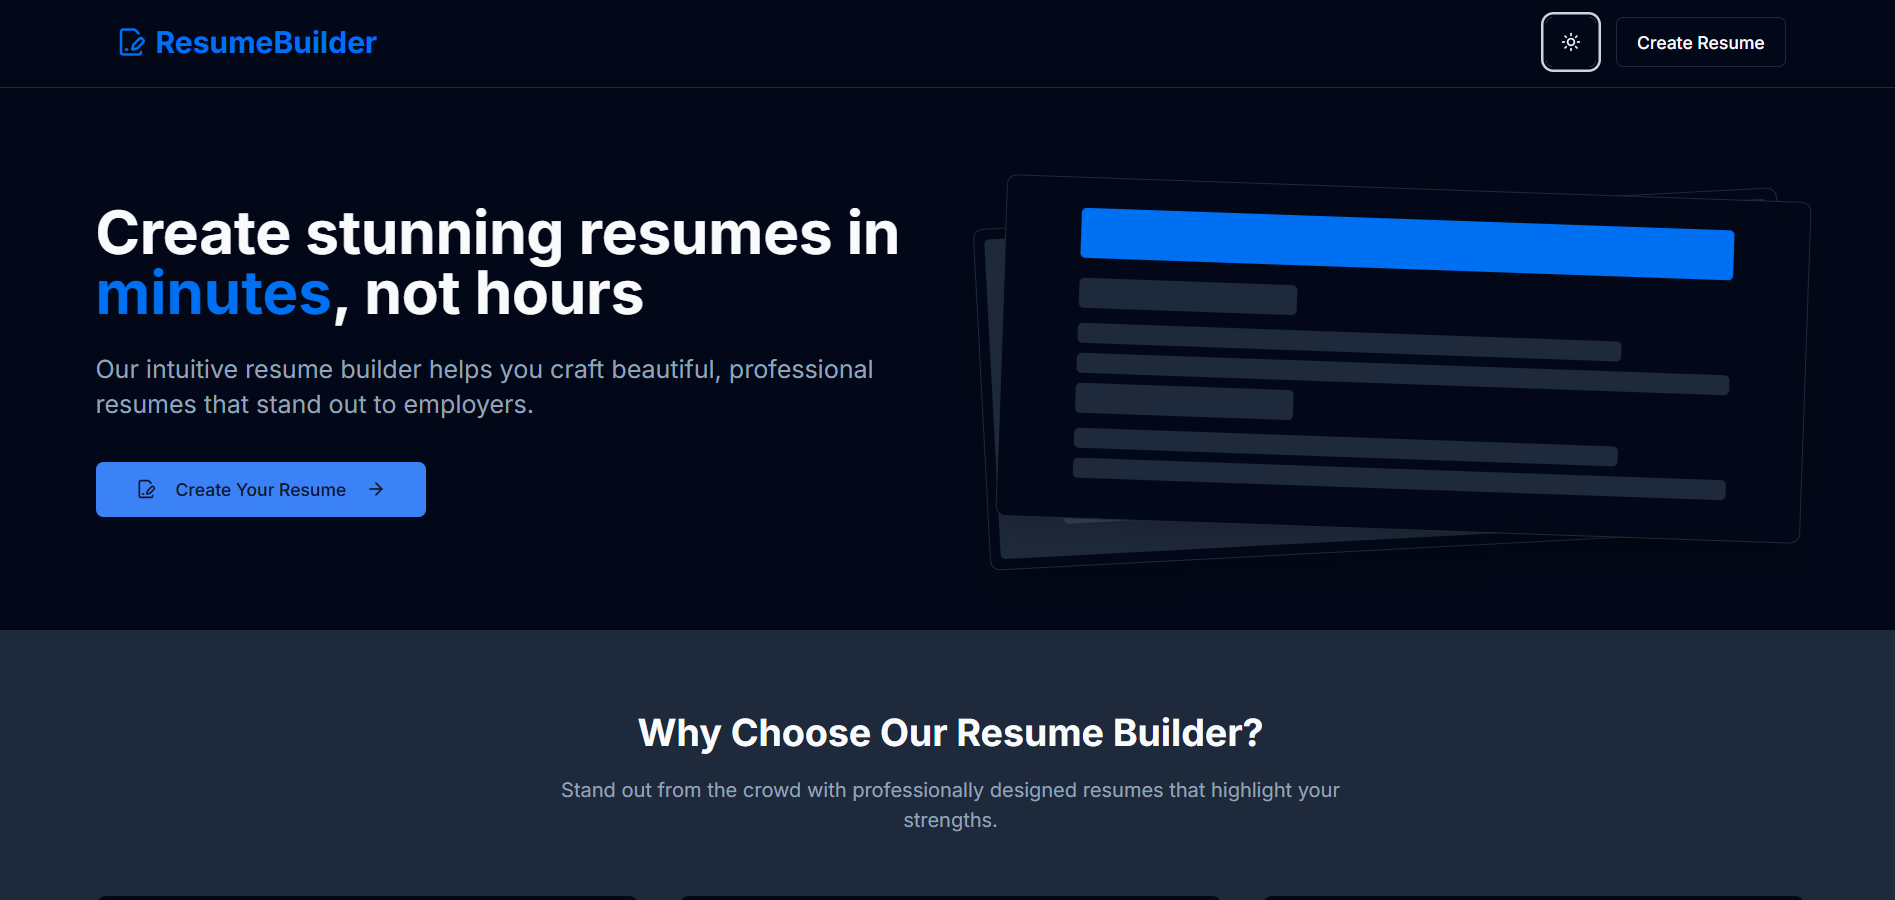 ResumeBuilder
Create Resume
Create stunning resumes in
minutes, not hours
Our intuitive resume builder helps you craft beautiful, professional
resumes that stand out to employers.
Create Your Resume
Why Choose Our Resume Builder?
Stand out from the crowd with professionally designed resumes that highlight your
strengths.